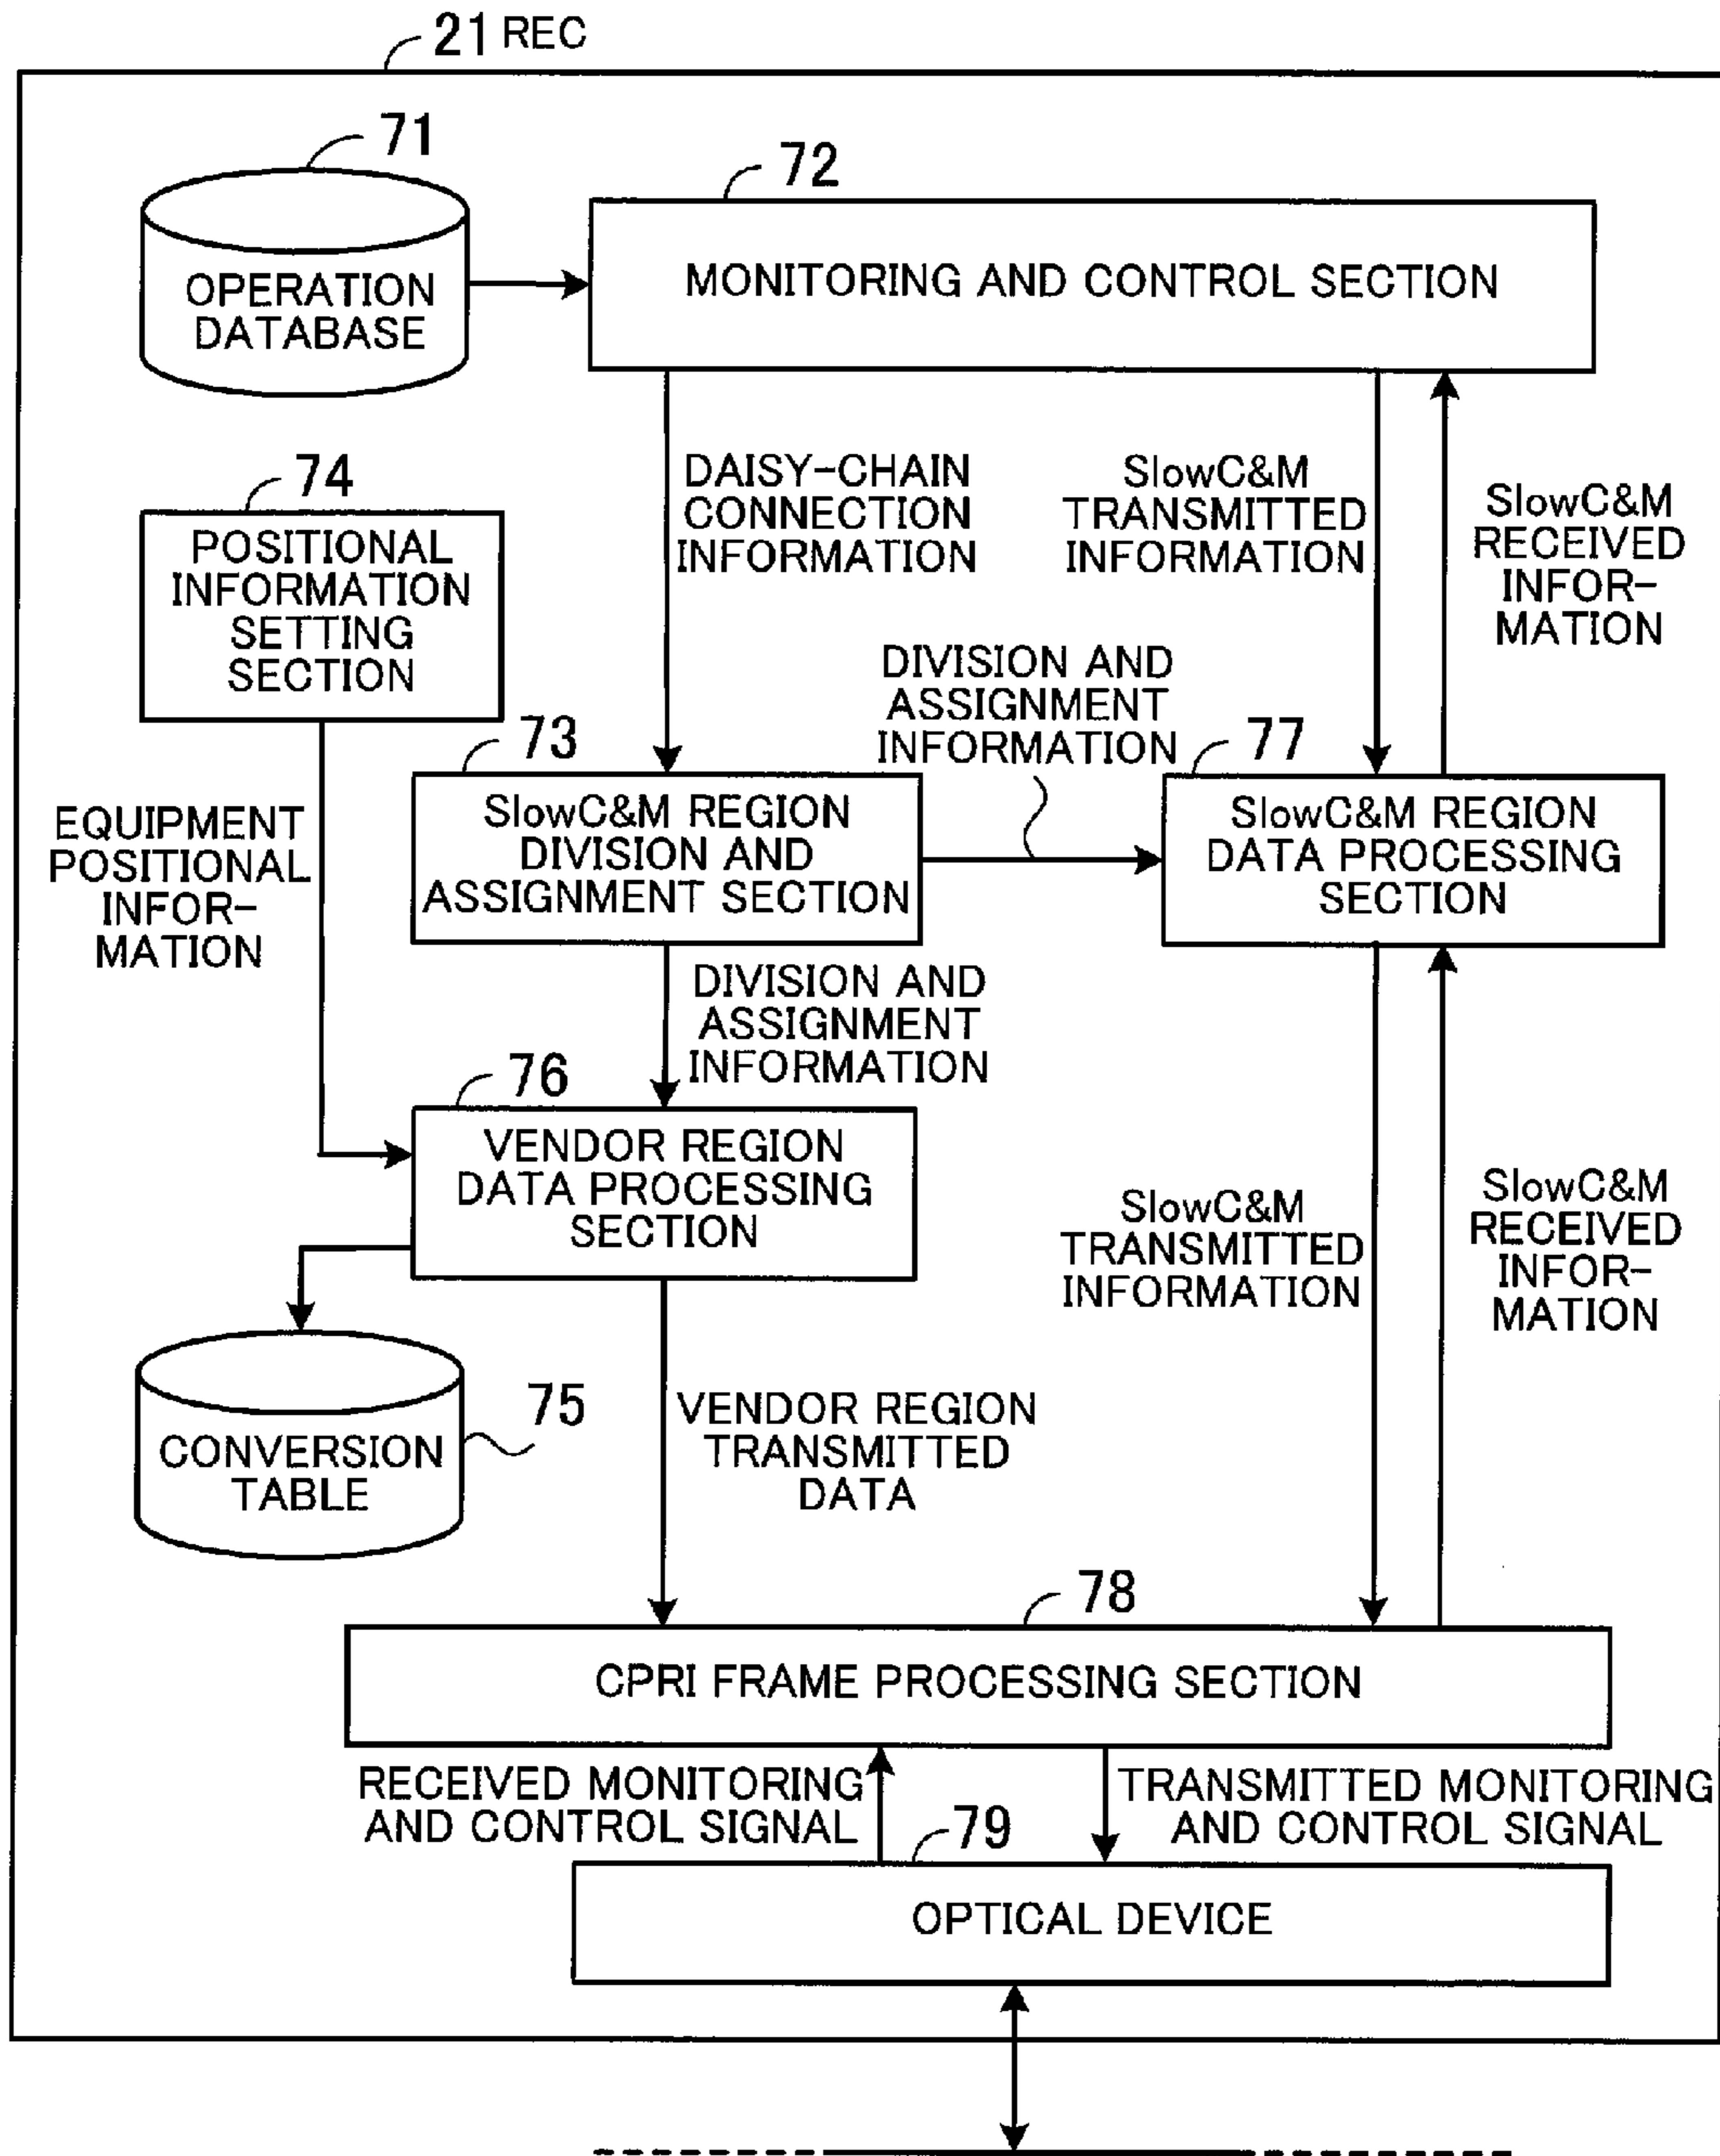 21 REC
71
72
OPERATION
DATABASE
MONITORING AND CONTROL SECTION
74
POSITIONAL
INFORMATION
SETTING
SECTION
DAISY-CHAIN
CONNECTION
INFORMATION
SlowC&M
TRANSMITTED
INFORMATION
SlowC&M
RECEIVED
INFOR-
MATION
DIVISION AND
ASSIGNMENT
INFORMATION
73
77
EQUIPMENT
POSITIONAL
INFOR-
MATION
SlowC&M REGION
DIVISION AND
ASSIGNMENT SECTION
SlowC&M REGION
DATA PROCESSING
SECTION
DIVISION AND
ASSIGNMENT
INFORMATION
76
VENDOR REGION
DATA PROCESSING
SECTION
SlowC&M
TRANSMITTED
INFORMATION
SlowC&M
RECEIVED
INFOR-
MATION
75
CONVERSION
TABLE
VENDOR REGION
TRANSMITTED
DATA
78
CPRI FRAME PROCESSING SECTION
RECEIVED MONITORING
AND CONTROL SIGNAL
TRANSMITTED MONITORING
AND CONTROL SIGNAL
79
OPTICAL DEVICE